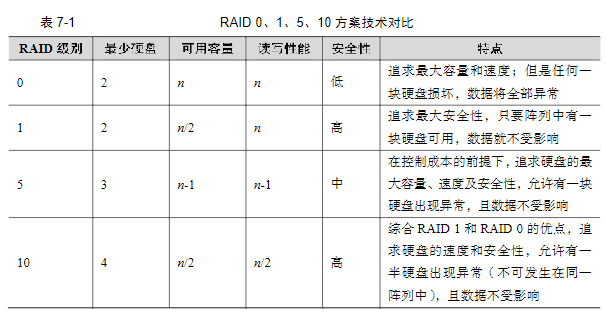 表 7-1 RAID 0、1、5、10 方案技术对比
RAID 级别 最少硬盘 可用容量 读写性能 安全性 特点
0 2 n n 低 追求最大容量和速度；但是任何一
块硬盘损坏，数据将全部异常
1 2 n/2 n 高 追求最大安全性，只要阵列中有一
块硬盘可用，数据就不受影响
5 3 n-1 n-1 中 在控制成本的前提下，追求硬盘的最
大容量、速度及安全性，允许有一块
硬盘出现异常，且数据不受影响
10 4 n/2 n/2 高 综合 RAID 1 和 RAID 0 的优点，追
求硬盘的速度和安全性，允许有一
半硬盘出现异常（不可发生在同一
阵列中），且数据不受影响